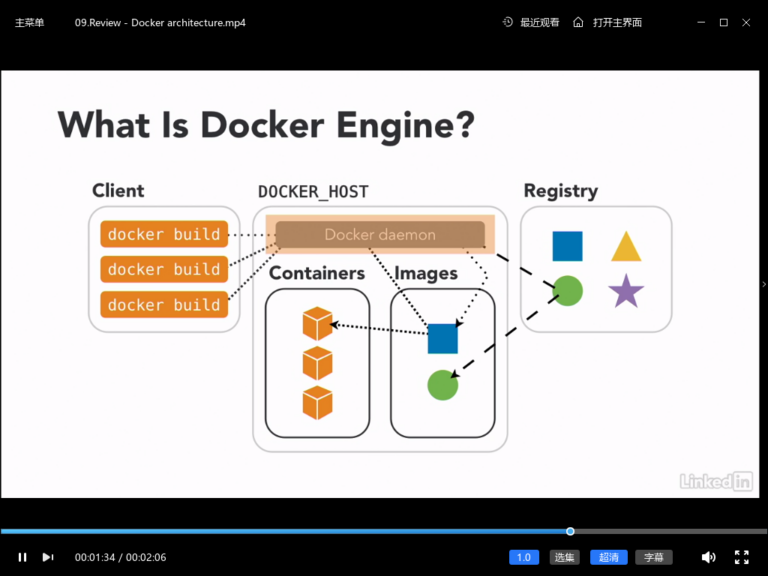 主菜单 09.Review - Docker architecture.mp4 最近观看 打开主界面
What Is Docker Engine?
Client DOCKER_HOST Registry
docker build
docker build
docker build
Docker daemon
Containers Images
Linked in
00:01:34 / 00:02:06 1.0 选集 超清 字幕